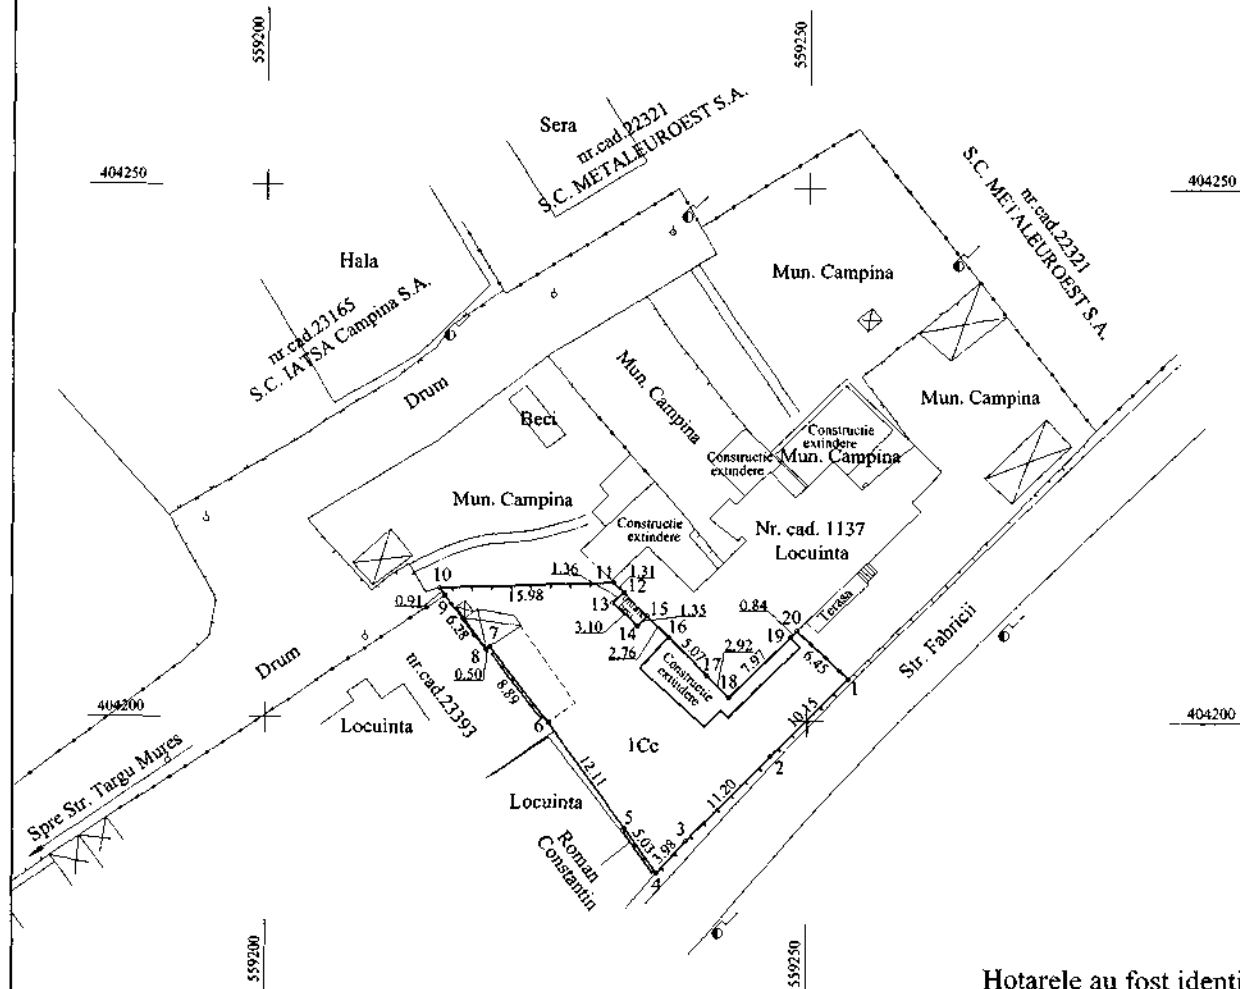 559200
559250
Sera
nr.cad.22321
S.C. METALEUROEST S.A.
404250
404250
nr.cad.22321
S.C. METALEUROEST S.A.
Hala
Mun. Campina
nr.cad.23165
S.C. IATSA Campina S.A.
Drum
Mun. Campina
Mun. Campina
Beci
Constructie
extindere
Constructie
extindere
Mun. Campina
Mun. Campina
Constructie
extindere
Nr. cad. 1137
Locuinta
10
1.36
11
1.31
12
15.98
0.91
9
13
15
1.35
0.84
20
Terasa
6.28
3.10
14
16
19
7
8
2.76
5.07
2.92
17
18
7.97
6.45
Str. Fabricii
Drum
0.50
nr.cad.23393
8.89
Constructie
extindere
1
404200
404200
6
Locuinta
1Cc
10.15
2
Spre Str. Targu Mures
12.11
11.20
Locuinta
5
5.03
3
3.98
Roman
Constantin
4
559200
559250
Hotarele au fost identi